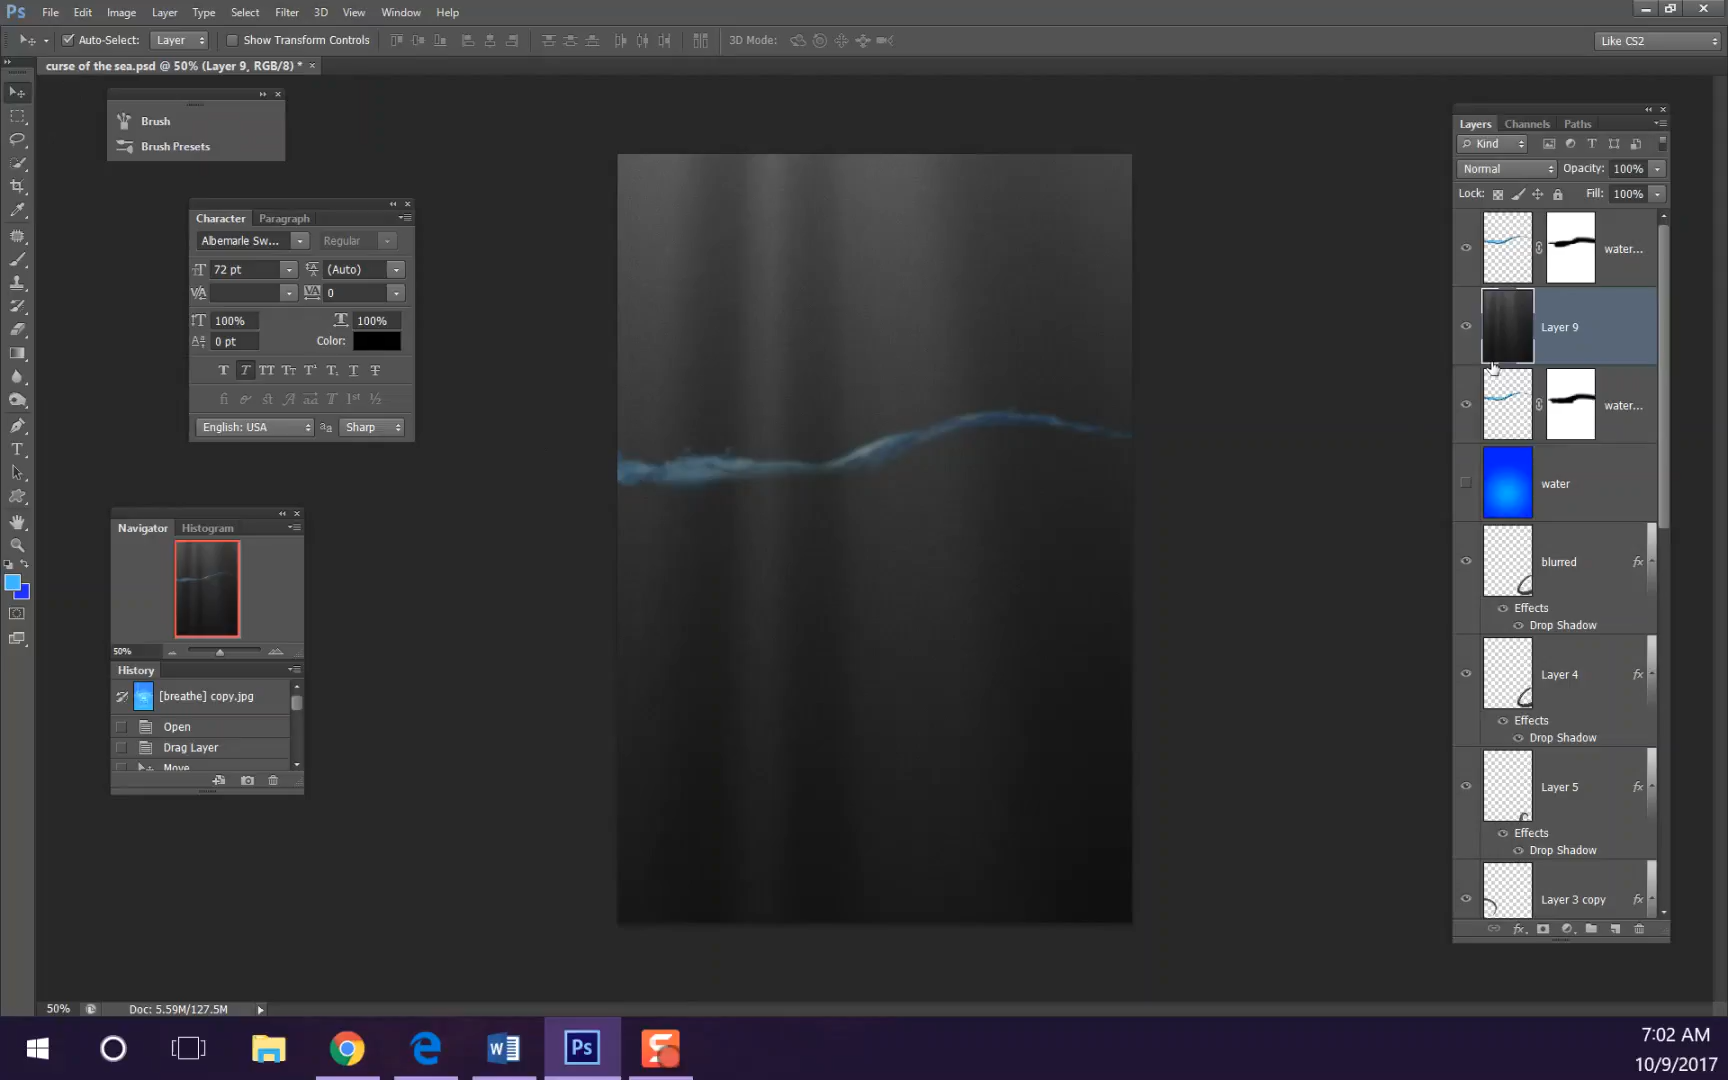 Ps File Edit Image Layer Type Select Filter 3D View Window Help
Auto-Select: Layer Show Transform Controls 3D Mode: Like CS2
curse of the sea.psd @ 50% (Layer 9, RGB/8) *
Brush
Brush Presets
Character Paragraph
Albemarle Sw... Regular
72 pt (Auto)
0
100% 100%
0 pt Color:
English: USA Sharp
Navigator Histogram
50%
History
[breathe] copy.jpg
Open
Drag Layer
Move
Layers Channels Paths
Kind
Normal Opacity: 100%
Lock: Fill: 100%
water...
Layer 9
water...
water
blurred fx
Effects
Drop Shadow
Layer 4 fx
Effects
Drop Shadow
Layer 5 fx
Effects
Drop Shadow
Layer 3 copy fx
50% Doc: 5.59M/127.5M
Ps
7:02 AM
10/9/2017